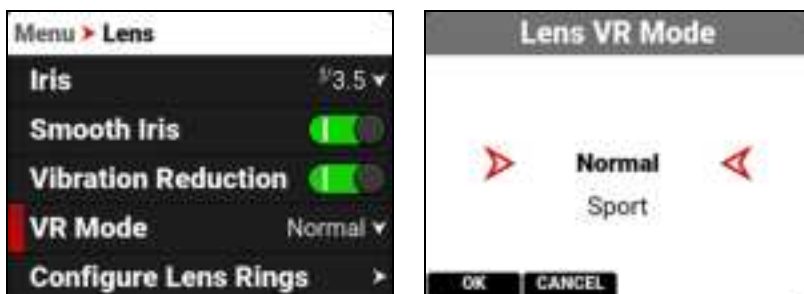 Menu ➤ Lens
Iris f/3.5
Smooth Iris
Vibration Reduction
VR Mode Normal
Configure Lens Rings
Lens VR Mode
Normal
Sport
OK CANCEL